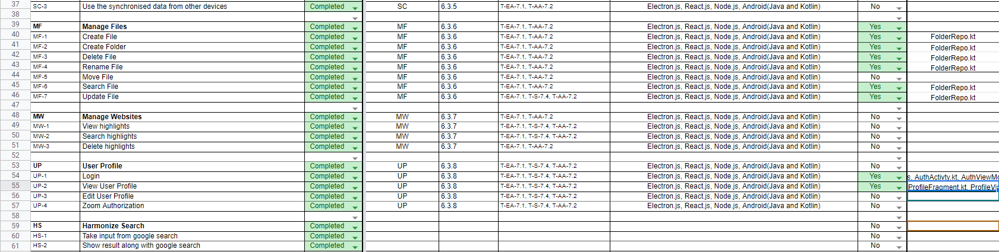 37 SC-3 Use the synchronised data from other devices Completed SC 6.3.5 T-EA-7.1, T-AA-7.2 Electron.js, React.js, Node.js, Android(Java and Kotlin) No
38
39 MF Manage Files Completed MF 6.3.6 T-EA-7.1, T-AA-7.2 Electron.js, React.js, Node.js, Android(Java and Kotlin) Yes
40 MF-1 Create File Completed MF 6.3.6 T-EA-7.1, T-AA-7.2 Electron.js, React.js, Node.js, Android(Java and Kotlin) Yes FolderRepo.kt
41 MF-2 Create Folder Completed MF 6.3.6 T-EA-7.1, T-AA-7.2 Electron.js, React.js, Node.js, Android(Java and Kotlin) Yes FolderRepo.kt
42 MF-3 Delete File Completed MF 6.3.6 T-EA-7.1, T-AA-7.2 Electron.js, React.js, Node.js, Android(Java and Kotlin) Yes FolderRepo.kt
43 MF-4 Rename File Completed MF 6.3.6 T-EA-7.1, T-AA-7.2 Electron.js, React.js, Node.js, Android(Java and Kotlin) Yes FolderRepo.kt
44 MF-5 Move File Completed MF 6.3.6 T-EA-7.1, T-AA-7.2 Electron.js, React.js, Node.js, Android(Java and Kotlin) No
45 MF-6 Search File Completed MF 6.3.6 T-EA-7.1, T-AA-7.2 Electron.js, React.js, Node.js, Android(Java and Kotlin) Yes FolderRepo.kt
46 MF-7 Update File Completed MF 6.3.6 T-EA-7.1, T-S-7.4, T-AA-7.2 Electron.js, React.js, Node.js, Android(Java and Kotlin) Yes FolderRepo.kt
47
48 MW Manage Websites Completed MW 6.3.7 T-EA-7.1, T-AA-7.2 Electron.js, React.js, Node.js, Android(Java and Kotlin) No
49 MW-1 View highlights Completed MW 6.3.7 T-EA-7.1, T-S-7.4, T-AA-7.2 Electron.js, React.js, Node.js, Android(Java and Kotlin) No
50 MW-2 Search highlights Completed MW 6.3.7 T-EA-7.1, T-S-7.4, T-AA-7.2 Electron.js, React.js, Node.js, Android(Java and Kotlin) No
51 MW-3 Delete highlights Completed MW 6.3.7 T-EA-7.1, T-AA-7.2 Electron.js, React.js, Node.js, Android(Java and Kotlin) No
52
53 UP User Profile Completed UP 6.3.8 T-EA-7.1, T-S-7.4, T-AA-7.2 Electron.js, React.js, Node.js, Android(Java and Kotlin) No
54 UP-1 Login Completed UP 6.3.8 T-EA-7.1, T-S-7.4, T-AA-7.2 Electron.js, React.js, Node.js, Android(Java and Kotlin) Yes s, AuthActivty.kt, AuthViewMo
55 UP-2 View User Profile Completed UP 6.3.8 T-EA-7.1, T-S-7.4, T-AA-7.2 Electron.js, React.js, Node.js, Android(Java and Kotlin) Yes ProfileFragment.kt, ProfileVi
56 UP-3 Edit User Profile Completed UP 6.3.8 T-EA-7.1, T-S-7.4, T-AA-7.2 Electron.js, React.js, Node.js, Android(Java and Kotlin) No
57 UP-4 Zoom Authorization Completed UP 6.3.8 T-EA-7.1, T-S-7.4, T-AA-7.2 Electron.js, React.js, Node.js, Android(Java and Kotlin) No
58
59 HS Harmonize Search Completed No
60 HS-1 Take input from google search Completed No
61 HS-2 Show result along with google search Completed No